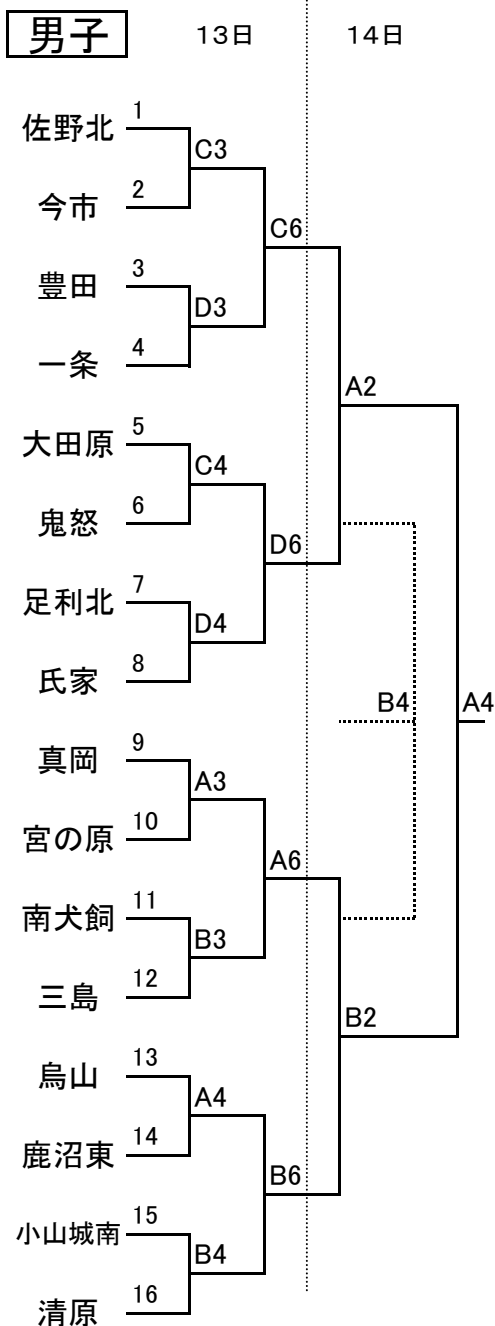 男子 13日 14日
1
佐野北
C3
2
今市
C6
3
豊田
D3
4
一条
A2
5
大田原
C4
6
鬼怒
D6
7
足利北
D4
8
氏家
B4 A4
9
真岡
A3
10
宮の原
A6
11
南犬飼
B3
12
三島
B2
13
烏山
A4
14
鹿沼東
B6
15
小山城南
B4
16
清原